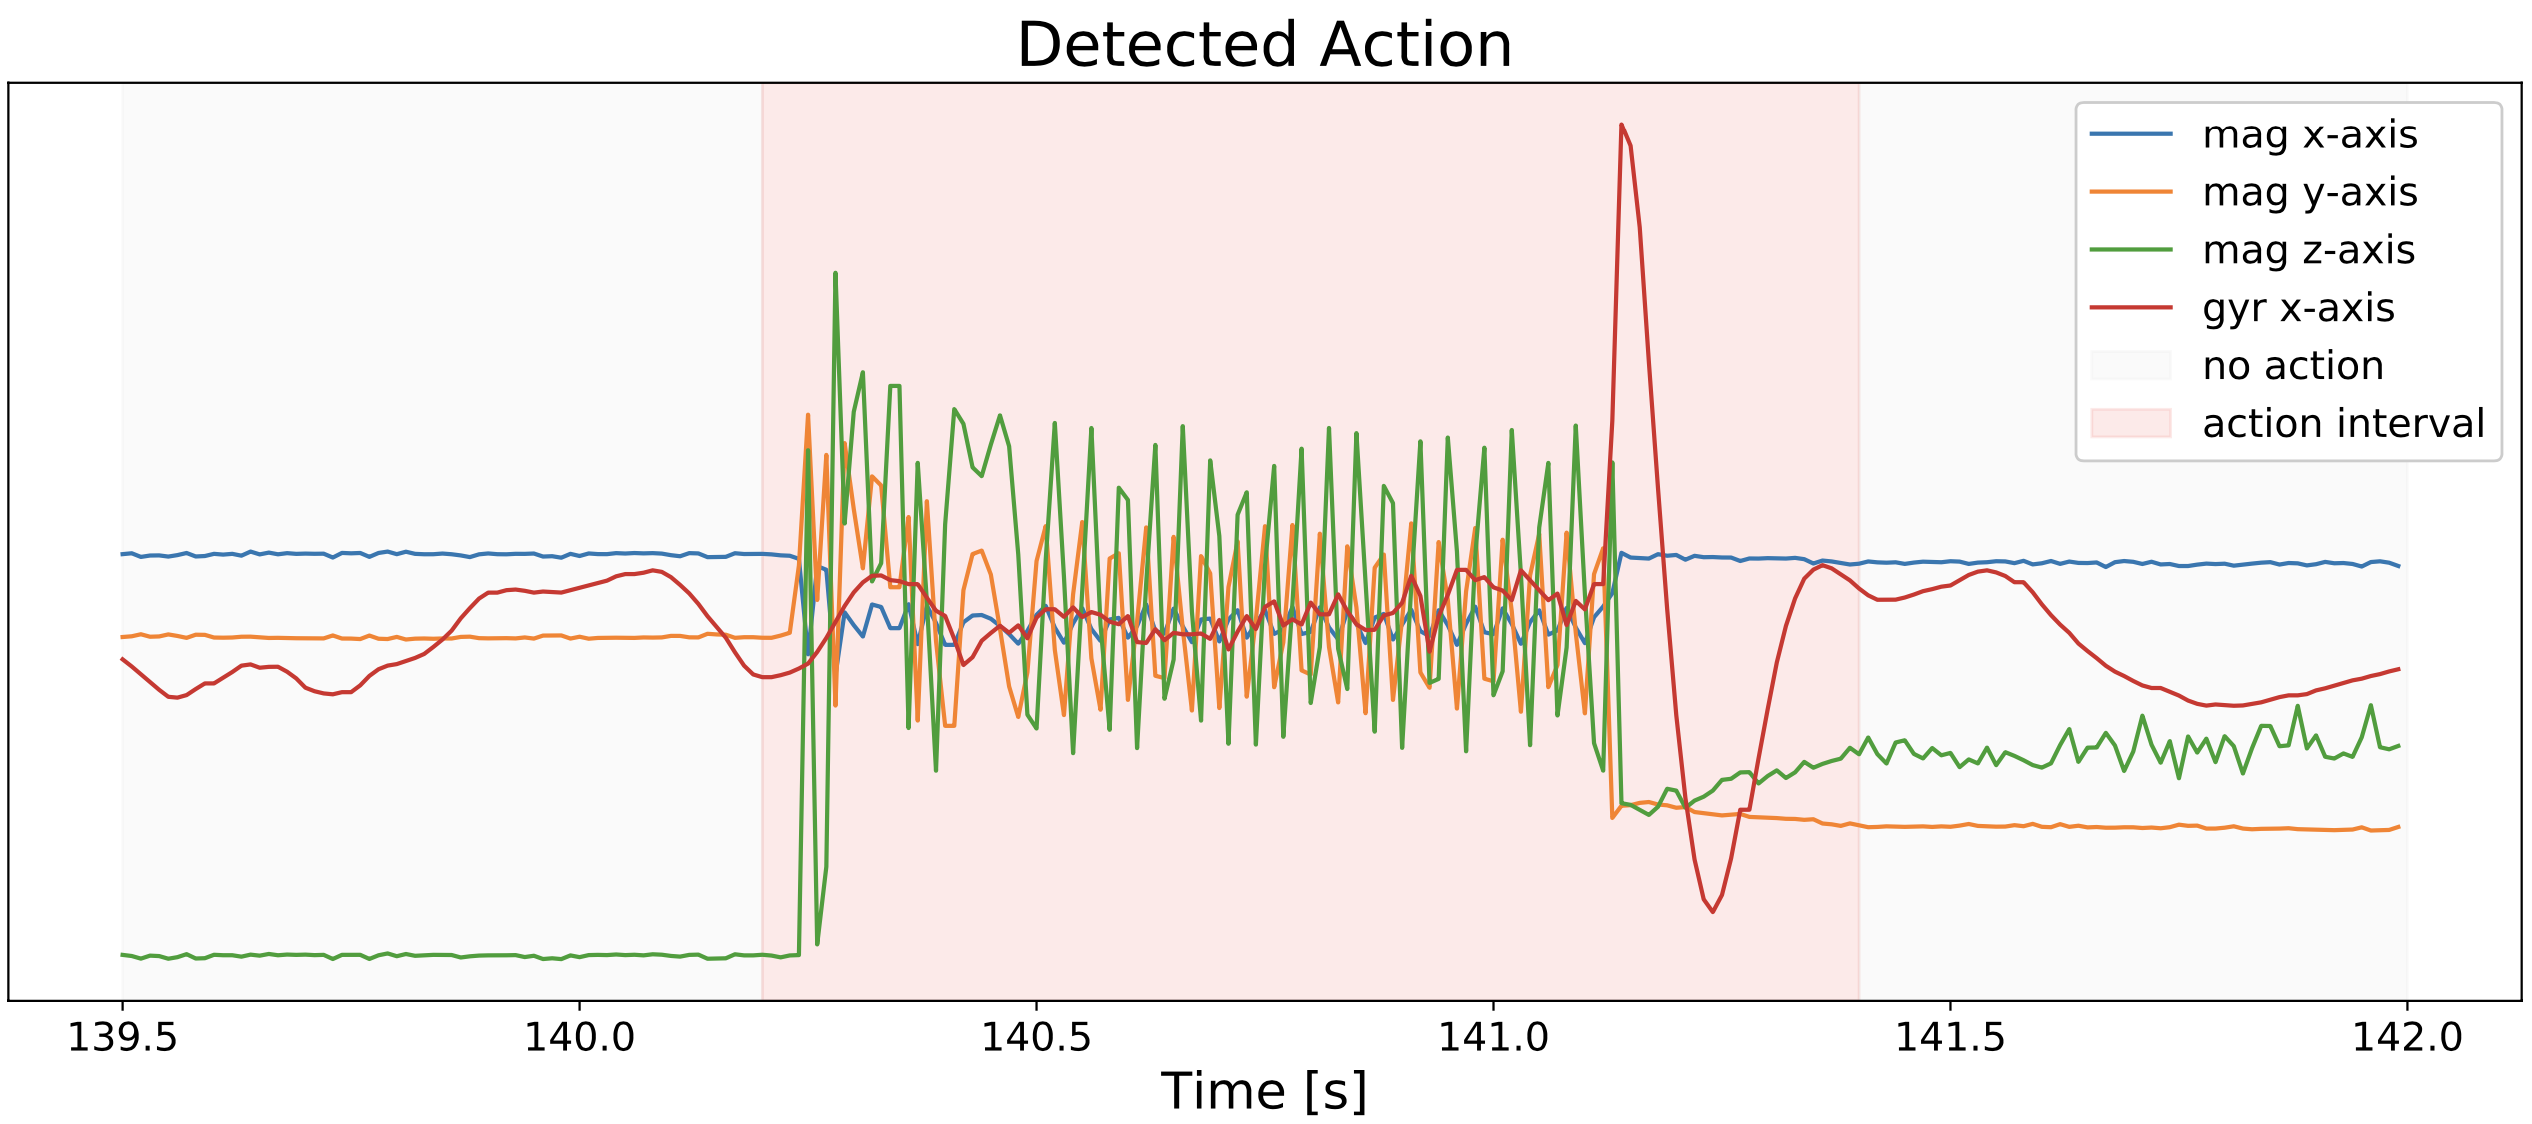 Detected Action
mag x-axis
mag y-axis
mag z-axis
gyr x-axis
no action
action interval
139.5 140.0 140.5 141.0 141.5 142.0
Time [s]